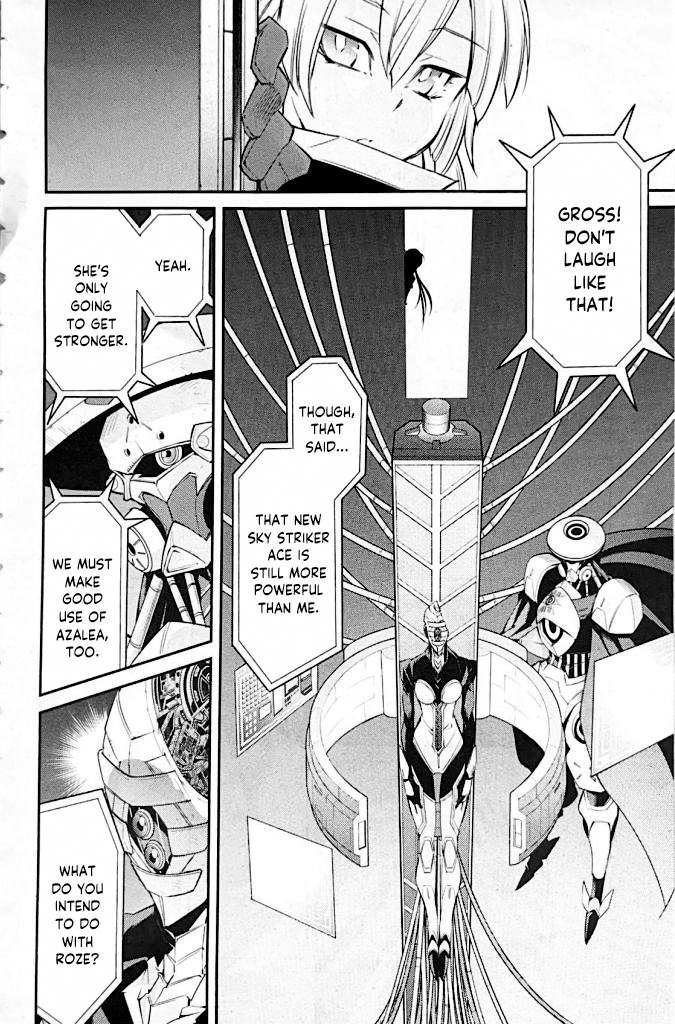 GROSS!
DON'T
LAUGH
LIKE
THAT!
THOUGH,
THAT
SAID...
THAT NEW
SKY STRIKER
ACE IS
STILL MORE
POWERFUL
THAN ME.
YEAH.
SHE'S
ONLY
GOING
TO GET
STRONGER.
WE MUST
MAKE
GOOD
USE OF
AZALEA,
TOO.
WHAT
DO YOU
INTEND
TO DO
WITH
ROZE?